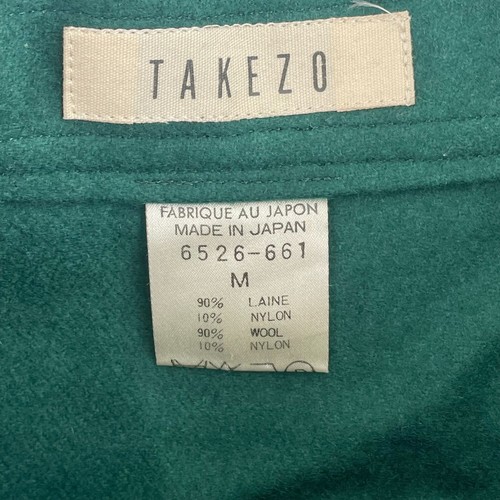 TAKEZO
FABRIQUE AU JAPON
MADE IN JAPAN
6526-661
M
90% LAINE
10% NYLON
90% WOOL
10% NYLON